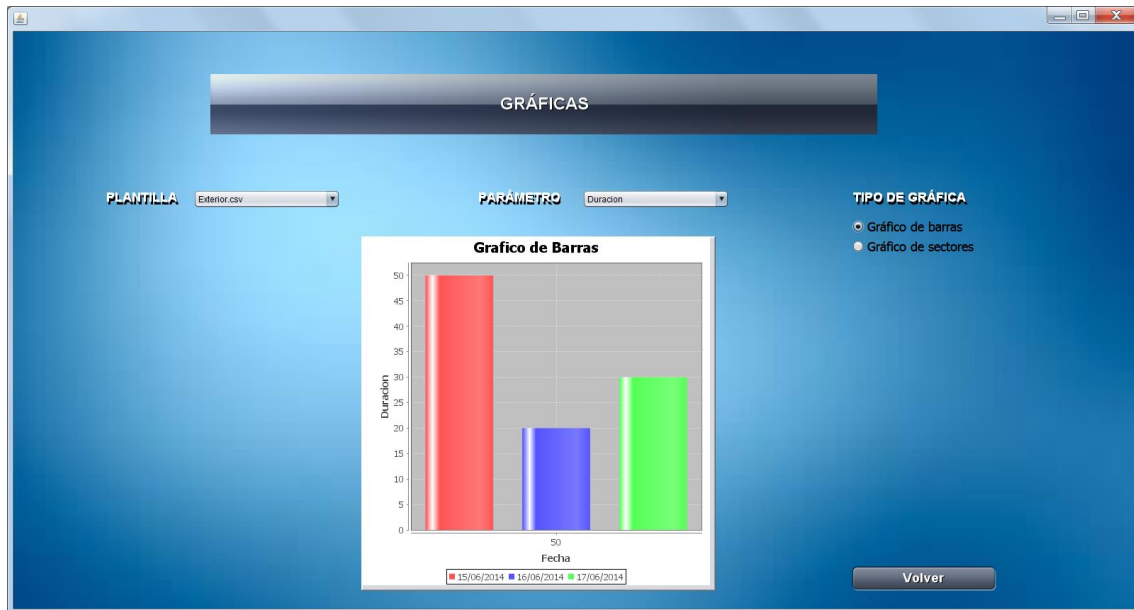 GRÁFICAS
PLANTILLA Exterior.csv PARÁMETRO Duracion TIPO DE GRÁFICA
Gráfico de barras
Gráfico de sectores
Grafico de Barras
50
45
40
35
30
25
20
15
10
5
0
Duracion
50
Fecha
15/06/2014 16/06/2014 17/06/2014
Volver